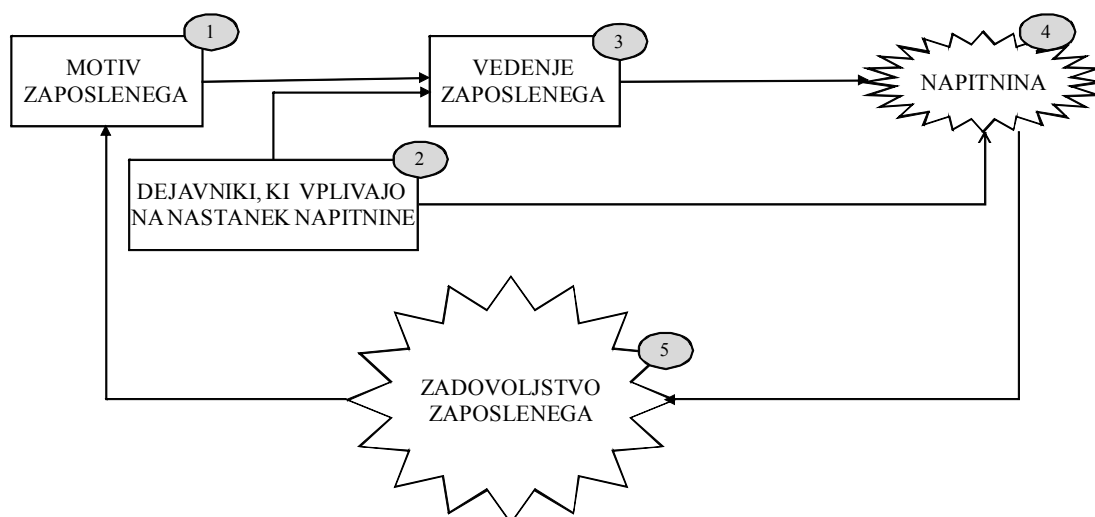 1
MOTIV
ZAPOSLENEGA
3
VEDENJE
ZAPOSLENEGA
4
NAPITNINA
2
DEJAVNIKI, KI VPLIVAJO
NA NASTANEK NAPITNINE
5
ZADOVOLJSTVO
ZAPOSLENEGA